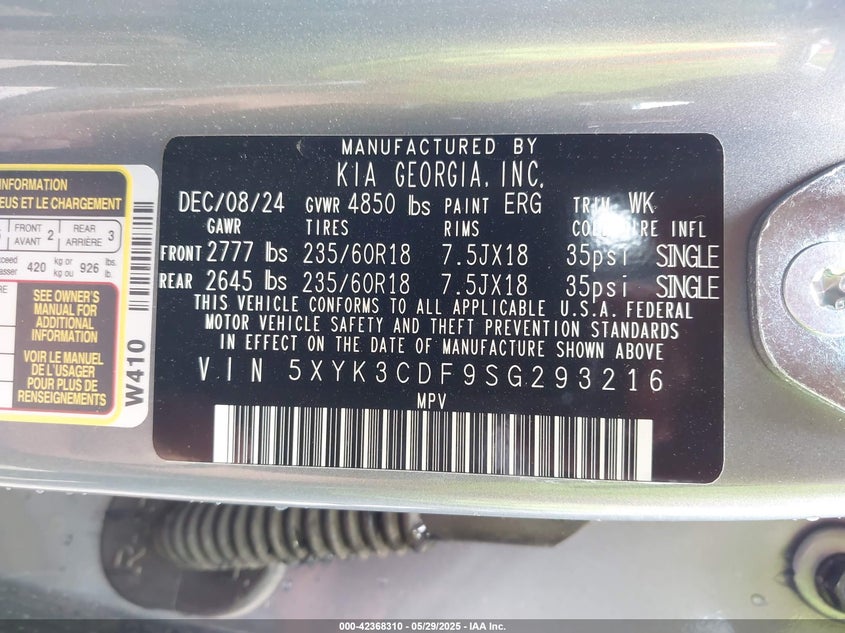 MANUFACTURED BY
KIA GEORGIA, INC.
DEC/08/24 GVWR 4850 lbs PAINT ERG TRIM WK
GAWR TIRES RIMS COLD TIRE INFL
FRONT 2777 lbs 235/60R18 7.5JX18 35psi SINGLE
REAR 2645 lbs 235/60R18 7.5JX18 35psi SINGLE
THIS VEHICLE CONFORMS TO ALL APPLICABLE U.S.A. FEDERAL
MOTOR VEHICLE SAFETY AND THEFT PREVENTION STANDARDS
IN EFFECT ON THE DATE OF MANUFACTURE SHOWN ABOVE
VIN 5XYK3CDF9SG293216
MPV
INFORMATION
EUS ET LE CHARGEMENT
FRONT
AVANT 2
REAR
ARRIÈRE 3
420 kg or
kg ou 926 lbs.
lb.
SEE OWNER'S
MANUAL FOR
ADDITIONAL
INFORMATION
VOIR LE MANUEL
DE L'USAGER
POUR PLUS DE
RENSEIGNEMENTS
W410
000-42368310 - 05/29/2025 - IAA Inc.